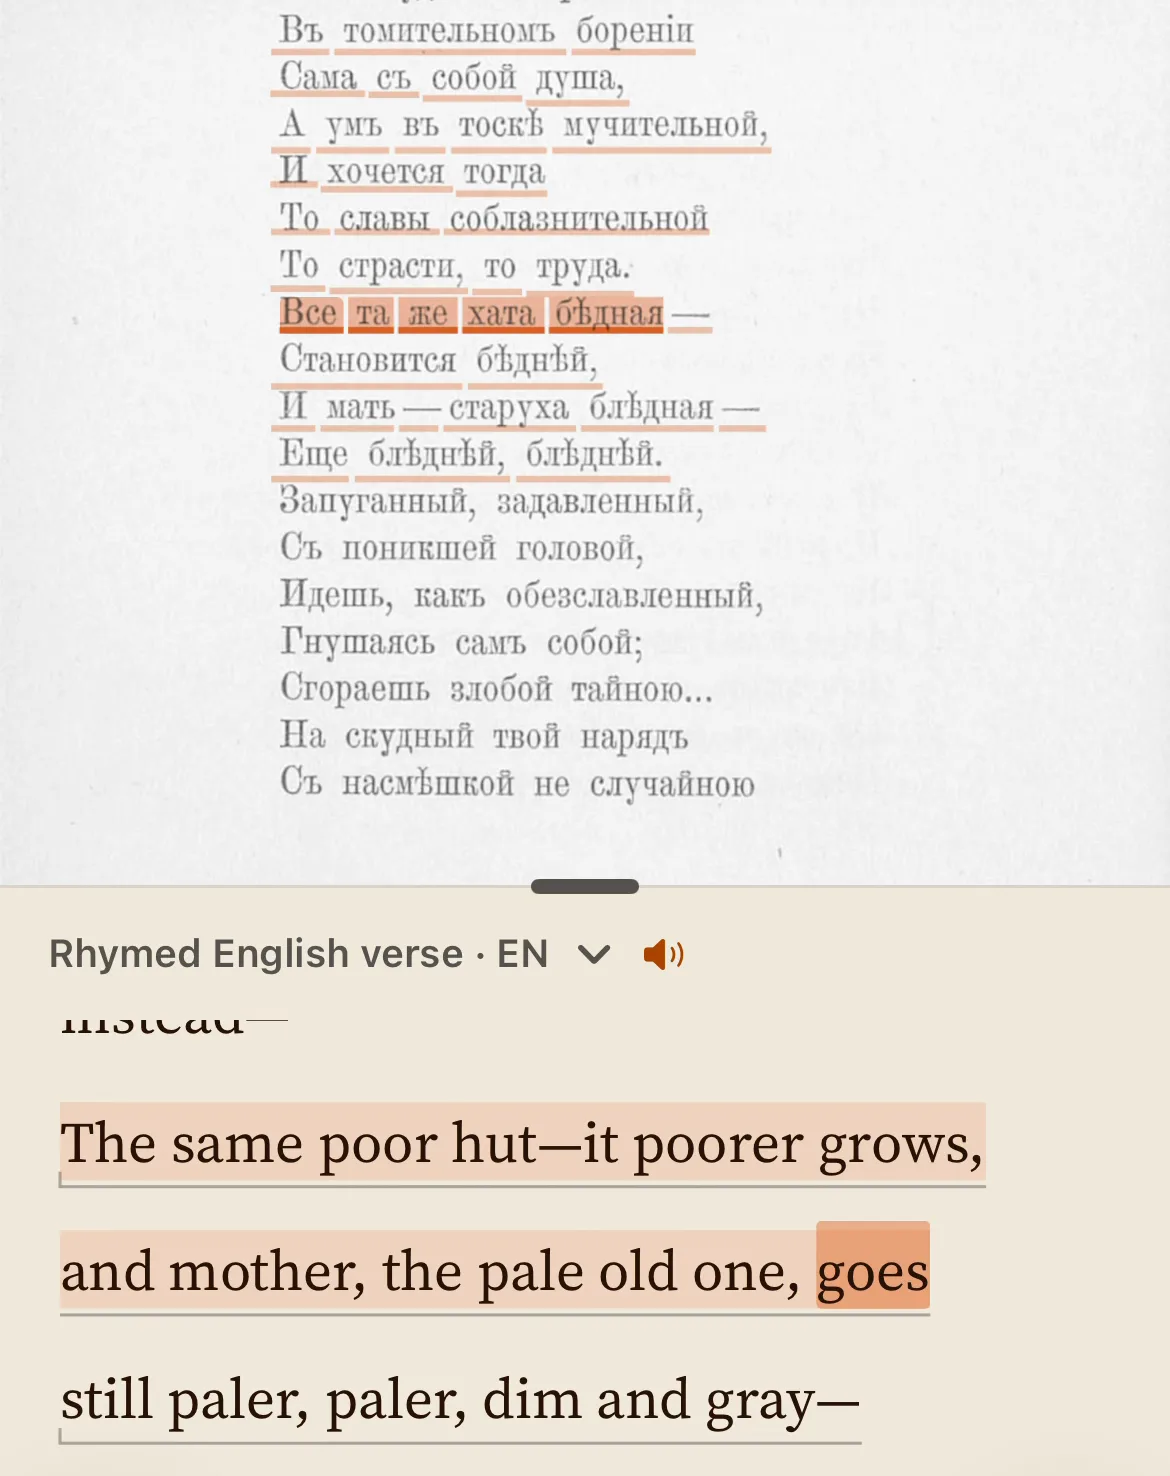 Въ томительномъ бореніи
Сама съ собой душа,
А умъ въ тоскѣ мучительной,
И хочется тогда
То славы соблазнительной
То страсти, то труда.
Все та же хата бѣдная —
Становится бѣднѣй,
И мать — старуха блѣдная —
Еще блѣднѣй, блѣднѣй.
Запуганный, задавленный,
Съ поникшей головой,
Идешь, какъ обезславленный,
Гнушаясь самъ собой;
Сгораешь злобой тайною...
На скудный твой нарядъ
Съ насмѣшкой не случайною
Rhymed English verse · EN
instead—
The same poor hut—it poorer grows,
and mother, the pale old one, goes
still paler, paler, dim and gray—